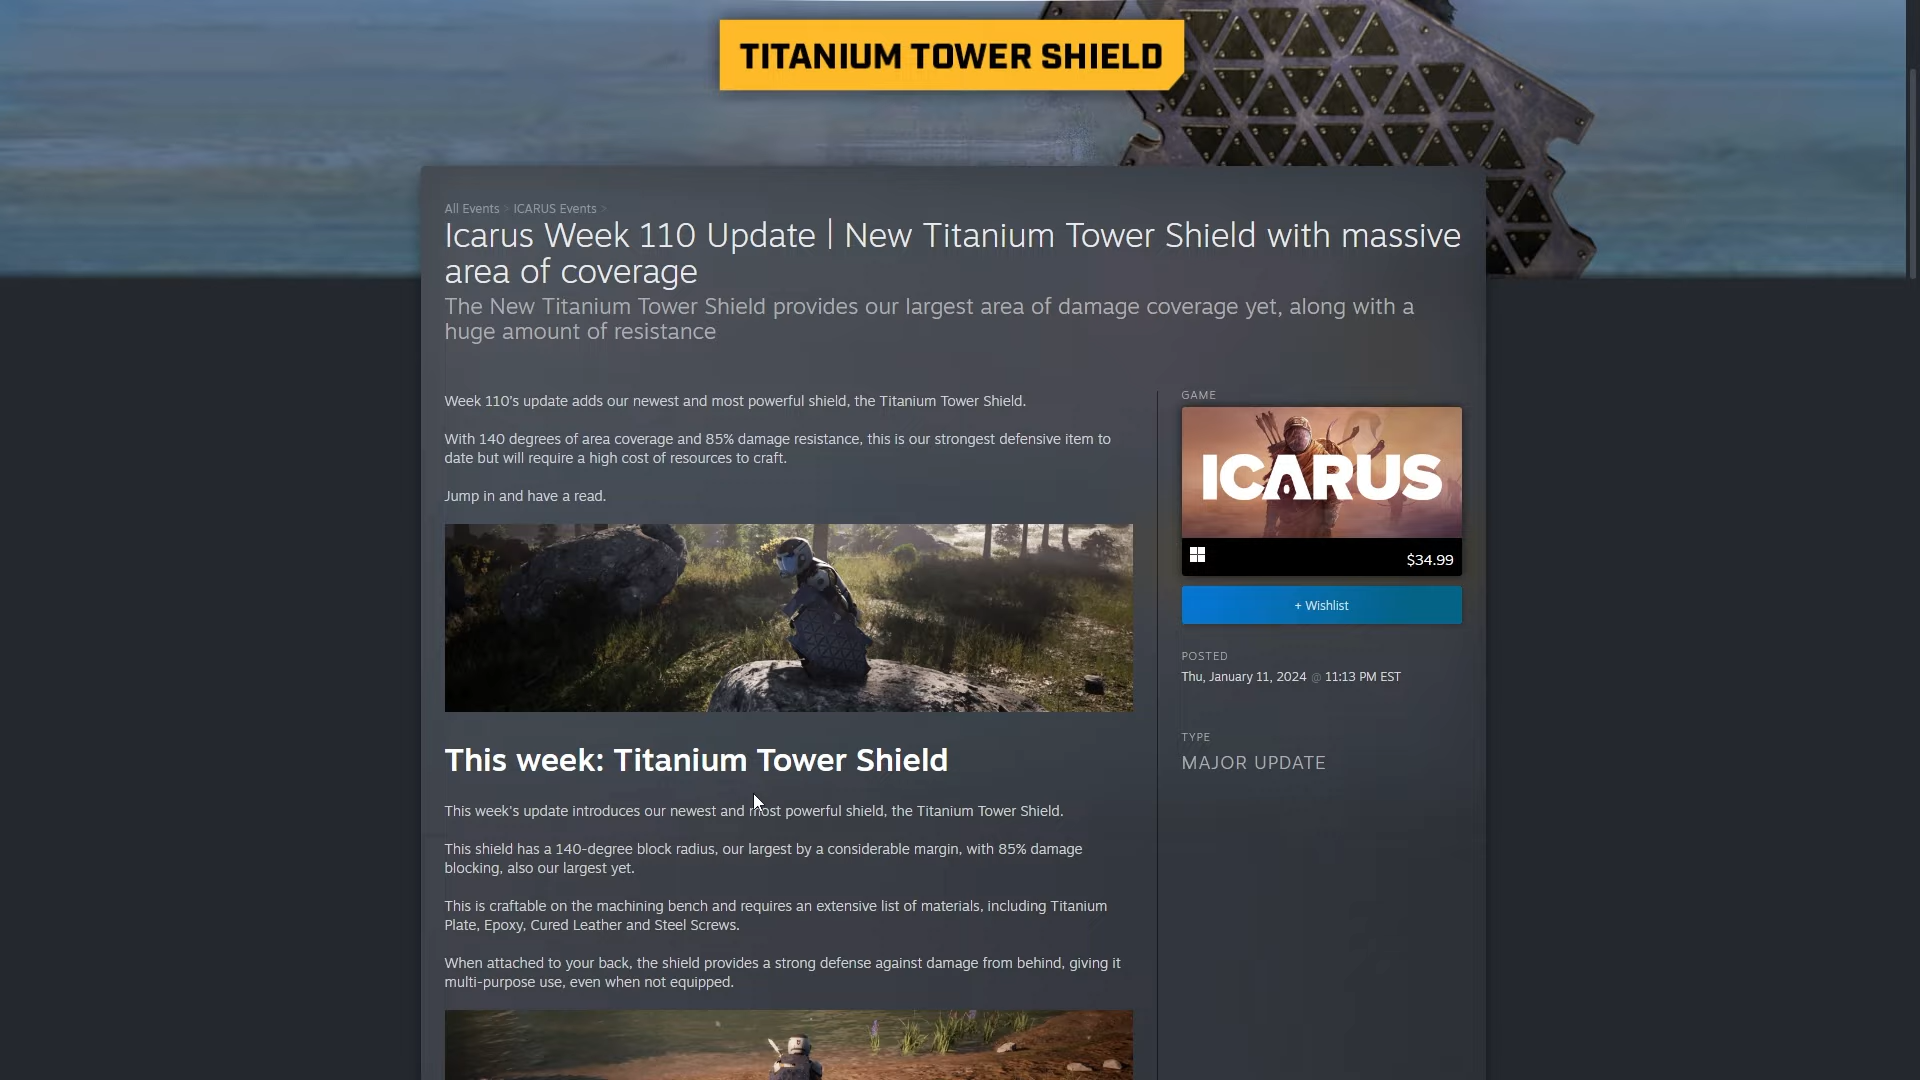 TITANIUM TOWER SHIELD
All Events > ICARUS Events >
Icarus Week 110 Update | New Titanium Tower Shield with massive
area of coverage
The New Titanium Tower Shield provides our largest area of damage coverage yet, along with a
huge amount of resistance
Week 110's update adds our newest and most powerful shield, the Titanium Tower Shield.
With 140 degrees of area coverage and 85% damage resistance, this is our strongest defensive item to
date but will require a high cost of resources to craft.
Jump in and have a read.
This week: Titanium Tower Shield
This week's update introduces our newest and most powerful shield, the Titanium Tower Shield.
This shield has a 140-degree block radius, our largest by a considerable margin, with 85% damage
blocking, also our largest yet.
This is craftable on the machining bench and requires an extensive list of materials, including Titanium
Plate, Epoxy, Cured Leather and Steel Screws.
When attached to your back, the shield provides a strong defense against damage from behind, giving it
multi-purpose use, even when not equipped.
GAME
ICARUS
$34.99
+ Wishlist
POSTED
Thu, January 11, 2024 @ 11:13 PM EST
TYPE
MAJOR UPDATE